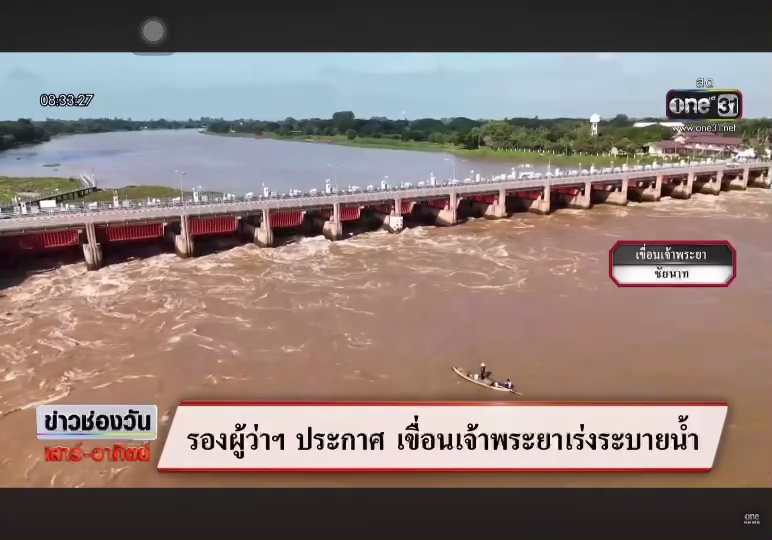 08:33:27
สด
one31
www.one31.net
เขื่อนเจ้าพระยา
ชัยนาท
ข่าวช่องวัน
เสาร์-อาทิตย์
รองผู้ว่าฯ ประกาศ เขื่อนเจ้าพระยาเร่งระบายน้ำ
one